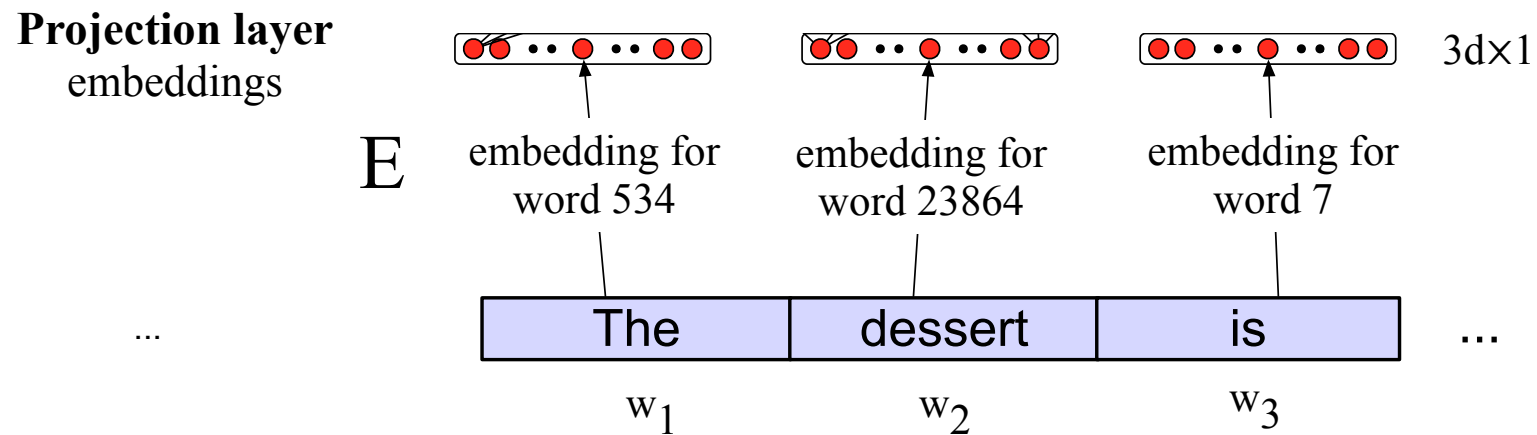 Projection layer
embeddings
3d×1
E
embedding for
word 534
embedding for
word 23864
embedding for
word 7
...
The
dessert
is
...
w1
w2
w3